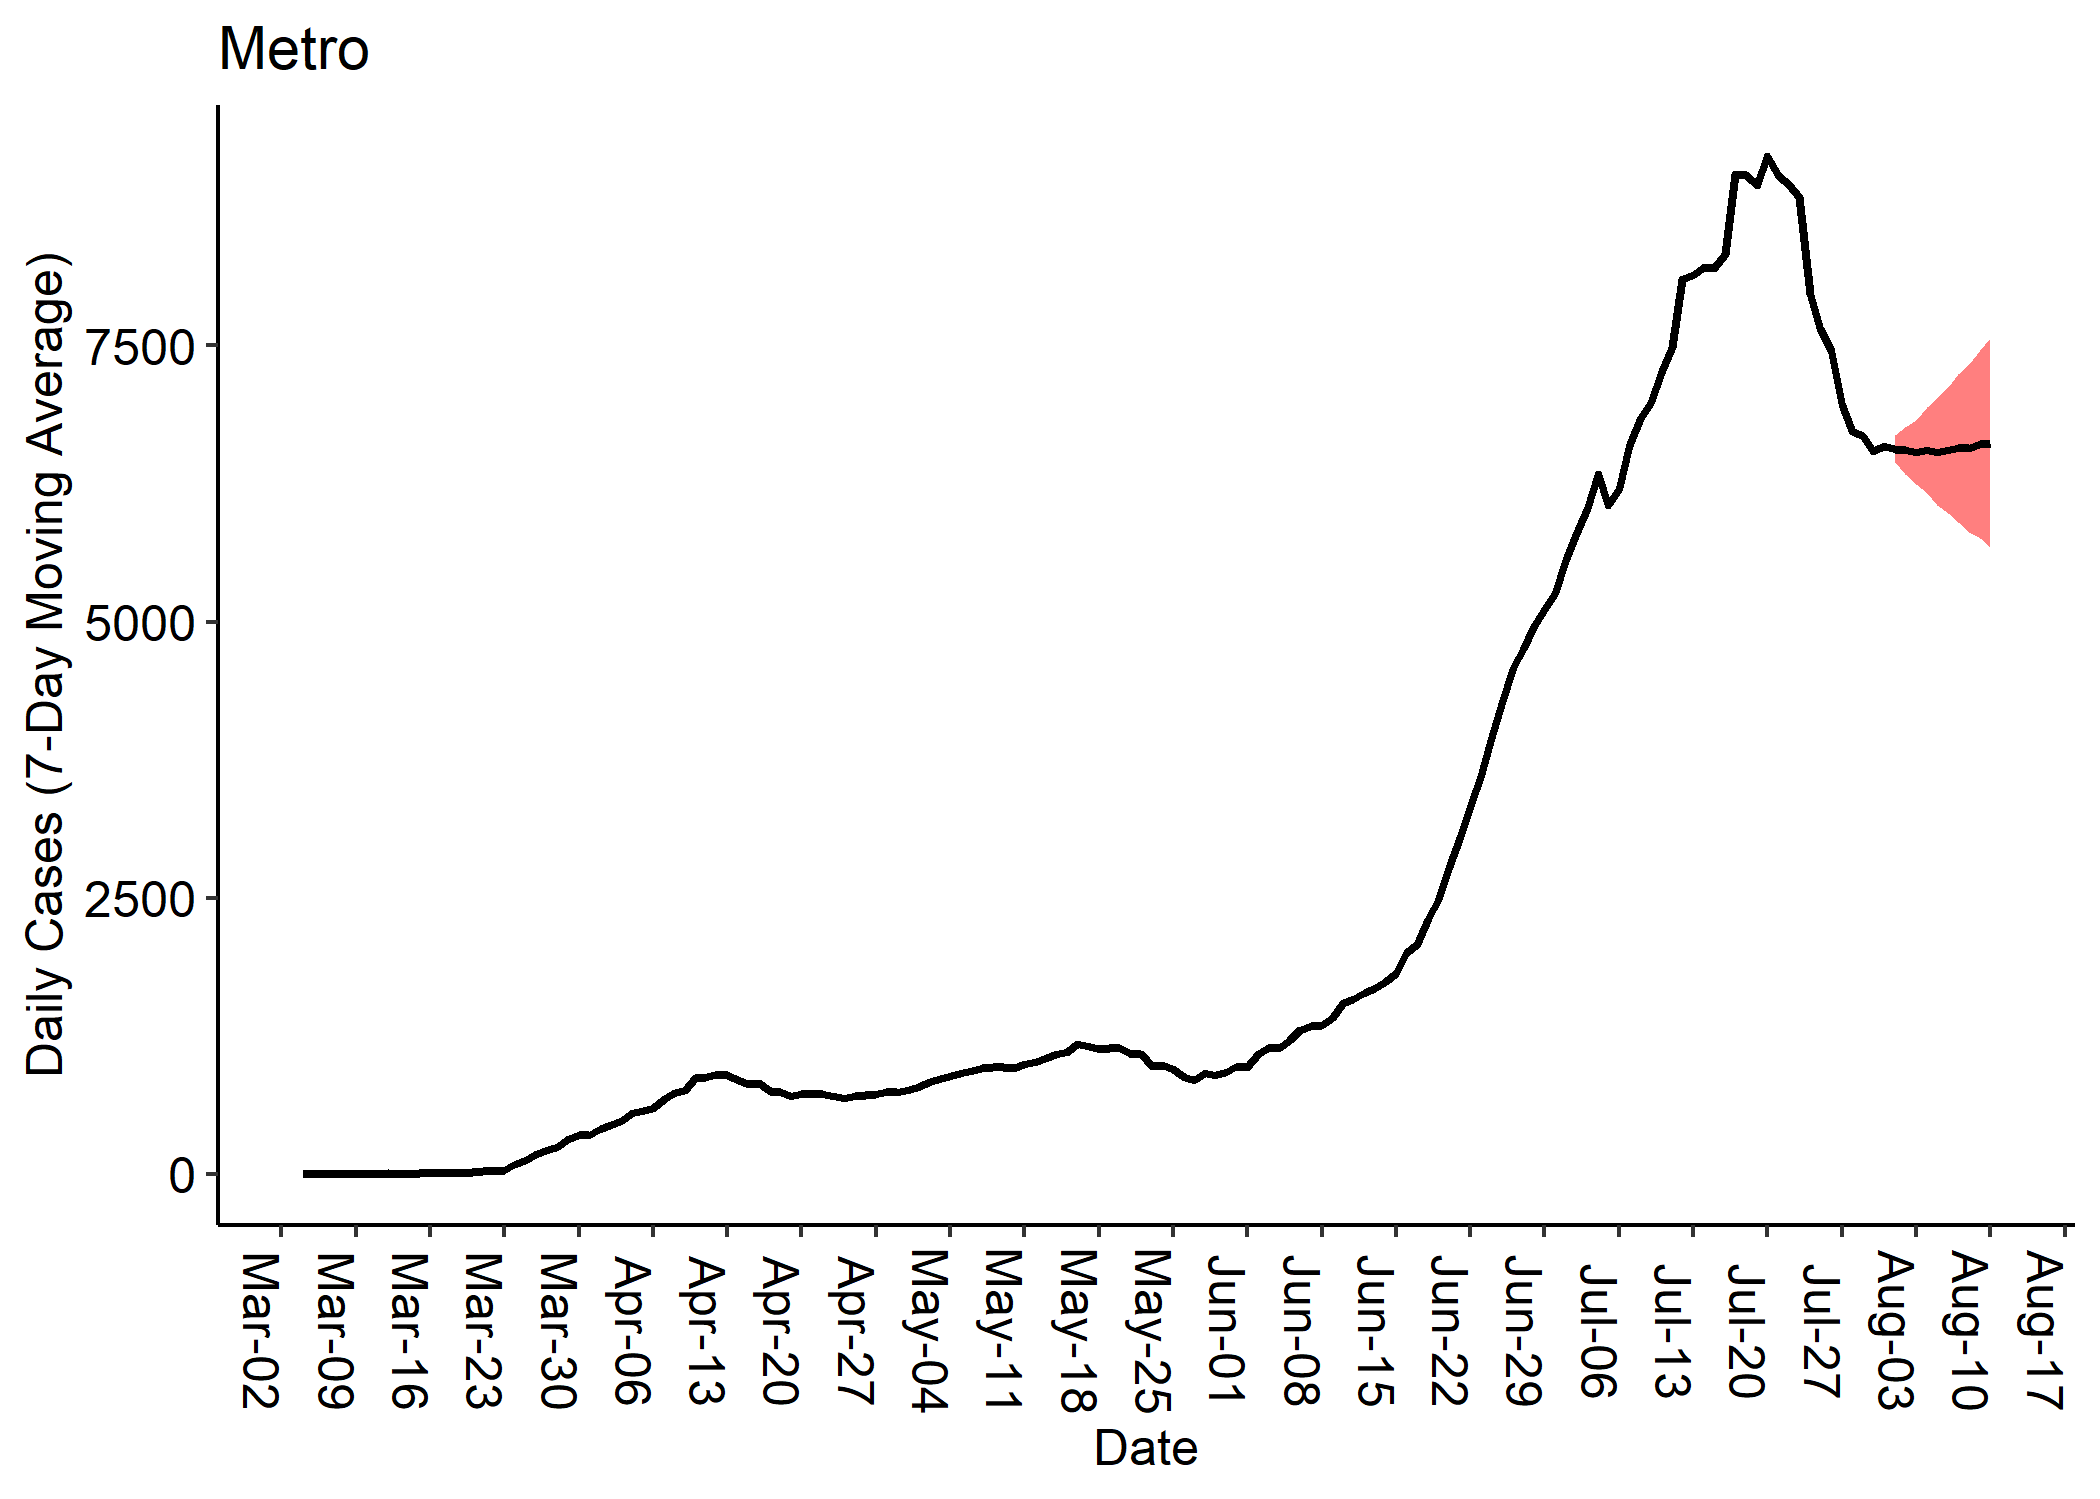 Metro
Daily Cases (7-Day Moving Average)
7500
5000
2500
0
Mar-02
Mar-09
Mar-16
Mar-23
Mar-30
Apr-06
Apr-13
Apr-20
Apr-27
May-04
May-11
May-18
May-25
Jun-01
Jun-08
Jun-15
Jun-22
Jun-29
Jul-06
Jul-13
Jul-20
Jul-27
Aug-03
Aug-10
Aug-17
Date